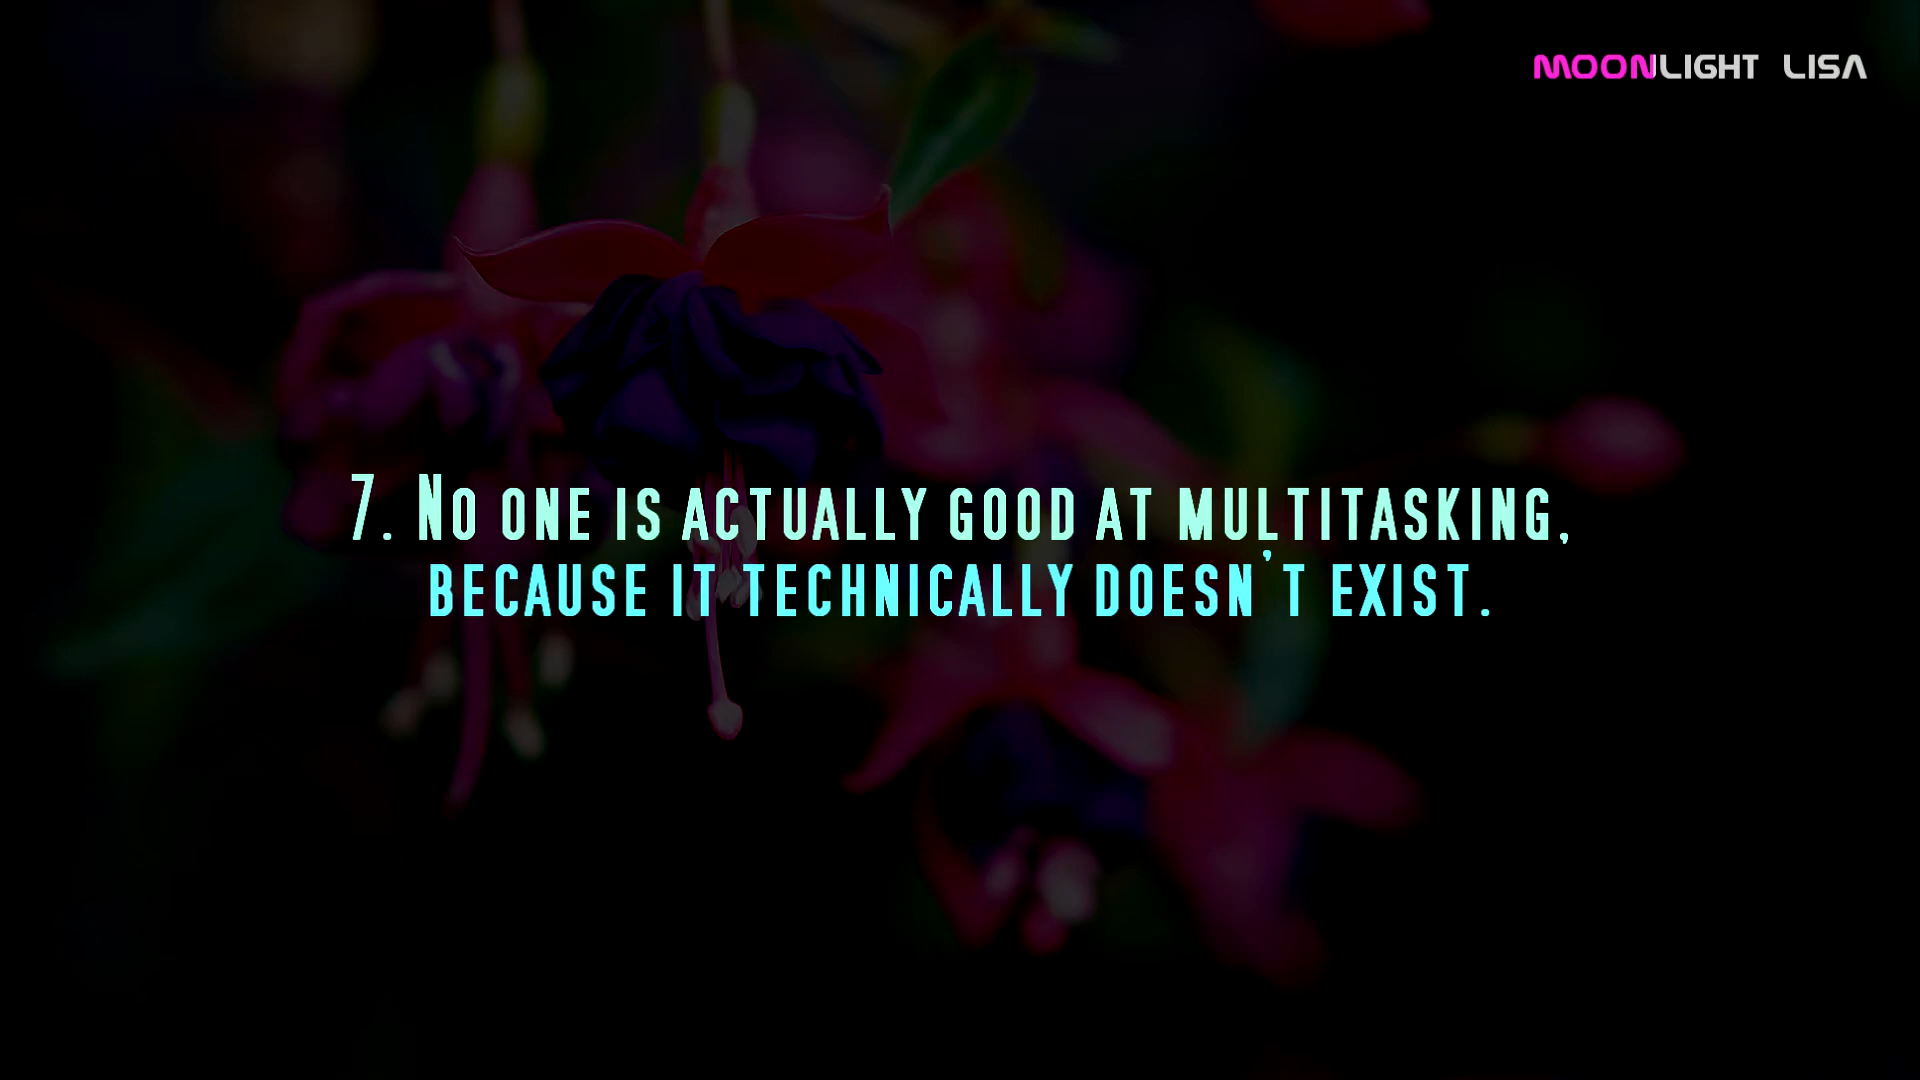 MOONLIGHT LISA
7. No one is actually good at multitasking,
because it technically doesn't exist.